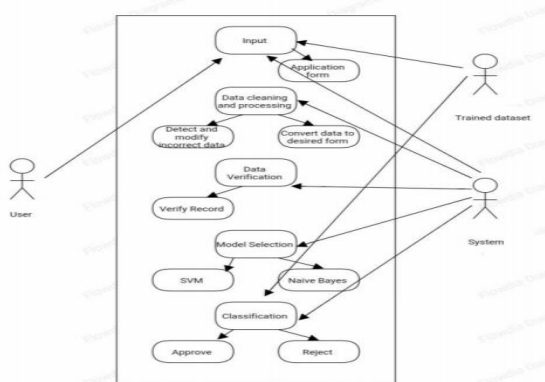 Input
Application
form
Data cleaning
and processing
Detect and
modify
incorrect data
Convert data to
desired form
Data
Verification
Verify Record
Model Selection
SVM
Naive Bayes
Classification
Approve
Reject
User
Trained dataset
System